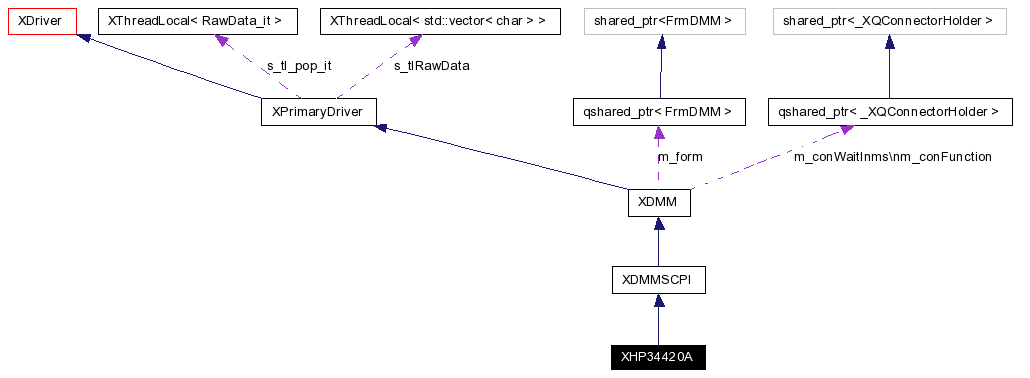 XDriver
XThreadLocal< RawData_it >
XThreadLocal< std::vector< char > >
shared_ptr<FrmDMM >
shared_ptr<_XQConnectorHolder >
s_tl_pop_it
s_tlRawData
XPrimaryDriver
qshared_ptr< FrmDMM >
qshared_ptr< _XQConnectorHolder >
m_form
m_conWaitInms\nm_conFunction
XDMM
XDMMSCPI
XHP34420A